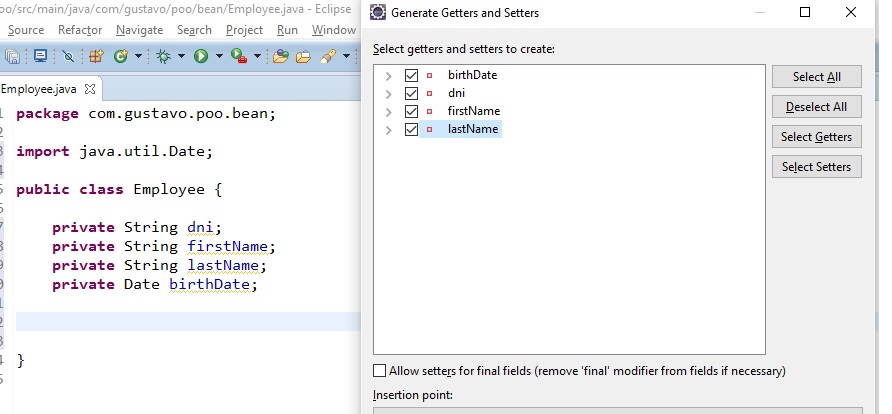 oo/src/main/java/com/gustavo/poo/bean/Employee.java - Eclipse
Source Refactor Navigate Search Project Run Window
Employee.java
package com.gustavo.poo.bean;
import java.util.Date;
public class Employee {
private String dni;
private String firstName;
private String lastName;
private Date birthDate;
}
Generate Getters and Setters
Select getters and setters to create:
birthDate
dni
firstName
lastName
Select All
Deselect All
Select Getters
Select Setters
Allow setters for final fields (remove 'final' modifier from fields if necessary)
Insertion point: